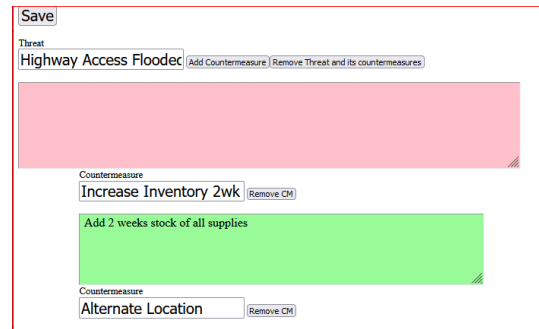 Save
Threat
Highway Access Flooded Add Countermeasure Remove Threat and its countermeasures
Countermeasure
Increase Inventory 2wk Remove CM
Add 2 weeks stock of all supplies
Countermeasure
Alternate Location Remove CM